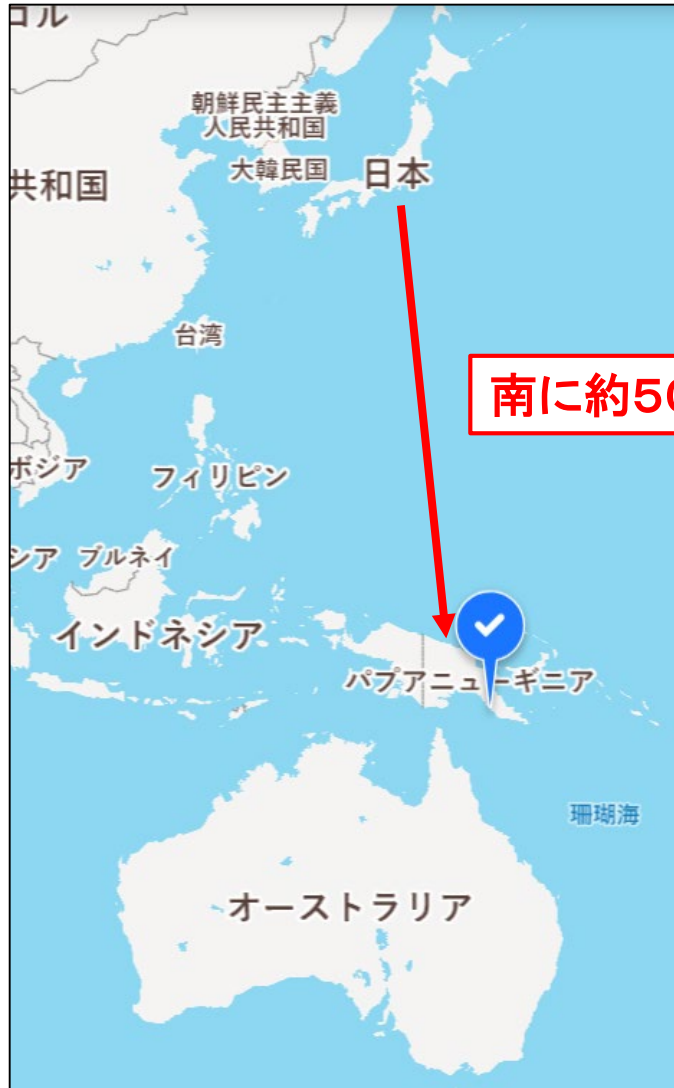 コル
朝鮮民主主義
人民共和国
大韓民国
日本
共和国
台湾
南に約50
ボジア
フィリピン
シア
ブルネイ
インドネシア
パプアニューギニア
珊瑚海
オーストラリア